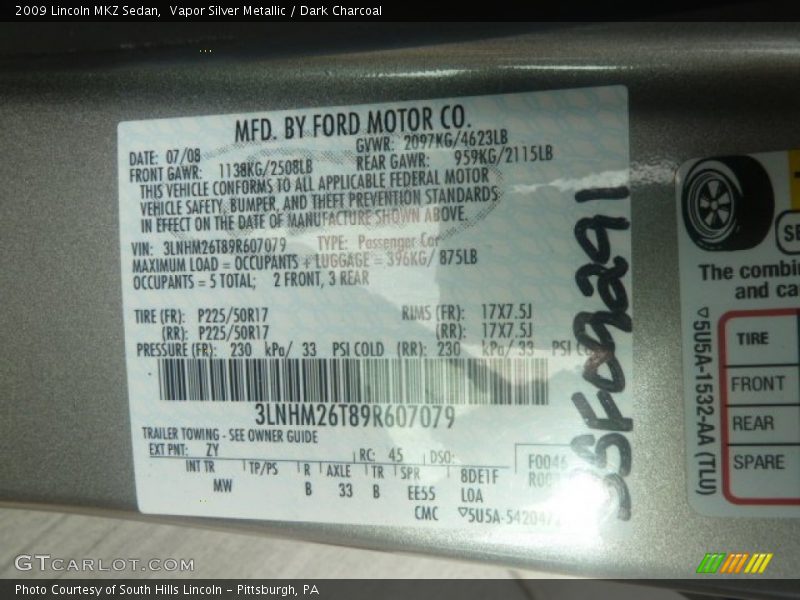 2009 Lincoln MKZ Sedan, Vapor Silver Metallic / Dark Charcoal
MFD. BY FORD MOTOR CO.
DATE: 07/08 GVWR: 2097KG/4623LB
FRONT GAWR: 1138KG/2508LB REAR GAWR: 959KG/2115LB
THIS VEHICLE CONFORMS TO ALL APPLICABLE FEDERAL MOTOR
VEHICLE SAFETY, BUMPER, AND THEFT PREVENTION STANDARDS
IN EFFECT ON THE DATE OF MANUFACTURE SHOWN ABOVE.
VIN: 3LNHM26T89R607079 TYPE: Passenger Car
MAXIMUM LOAD = OCCUPANTS + LUGGAGE = 396KG/ 875LB
OCCUPANTS = 5 TOTAL; 2 FRONT, 3 REAR
TIRE (FR): P225/50R17 RIMS (FR): 17X7.5J
(RR): P225/50R17 (RR): 17X7.5J
PRESSURE (FR): 230 kPa/ 33 PSI COLD (RR): 230 kPa/ 33 PSI
3LNHM26T89R607079
TRAILER TOWING - SEE OWNER GUIDE
EXT PNT: ZY RC: 45 DSO:
INT TR TP/PS R AXLE TR SPR 8DE1F
MW B 33 B EE55 LOA
CMC ▽5U5A-54204
F0046
The
and
▽5U5A-1532-AA (TLU)
TIRE
FRONT
REAR
SPARE
GTCARLOT.COM
Photo Courtesy of South Hills Lincoln - Pittsburgh, PA